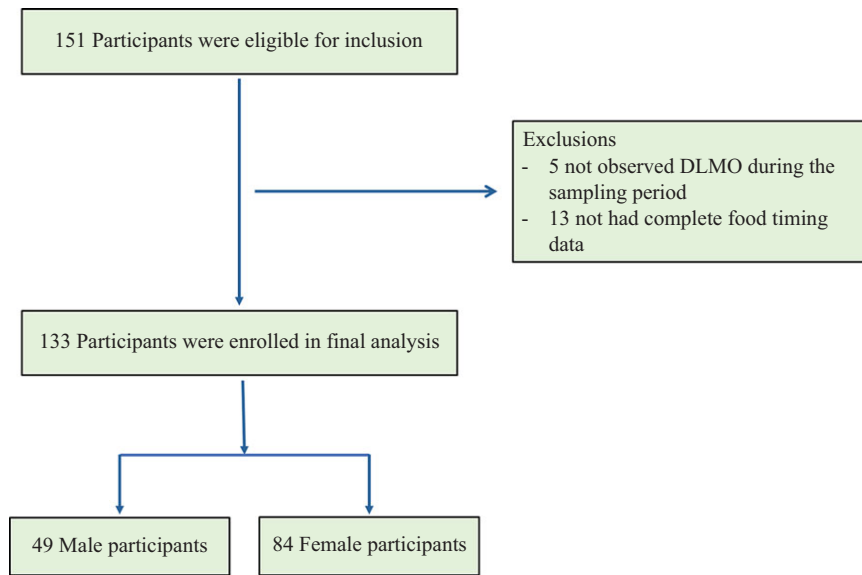 151 Participants were eligible for inclusion
Exclusions
- 5 not observed DLMO during the
sampling period
- 13 not had complete food timing
data
133 Participants were enrolled in final analysis
49 Male participants
84 Female participants